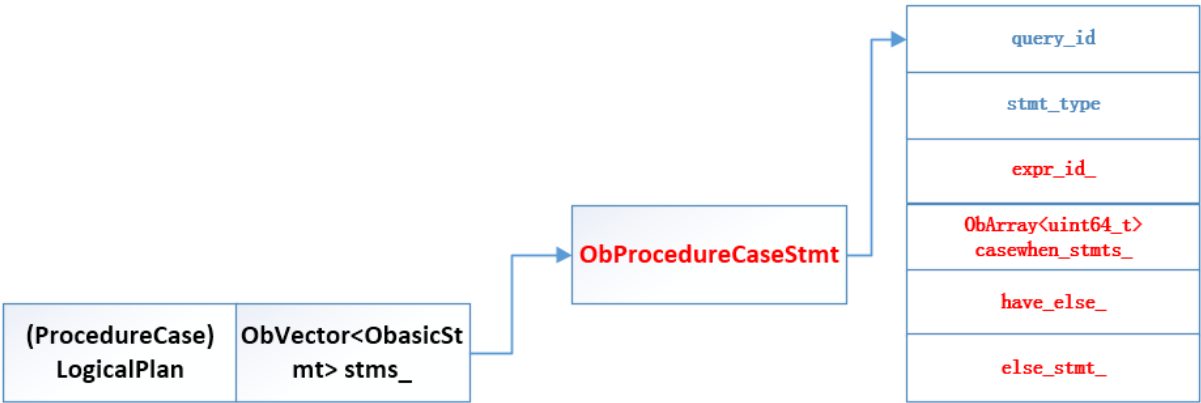 query_id
stmt_type
expr_id_
ObArray<uint64_t>
casewhen_stmts_
have_else_
else_stmt_
ObProcedureCaseStmt
(ProcedureCase)
LogicalPlan
ObVector<ObasicSt
mt> stms_